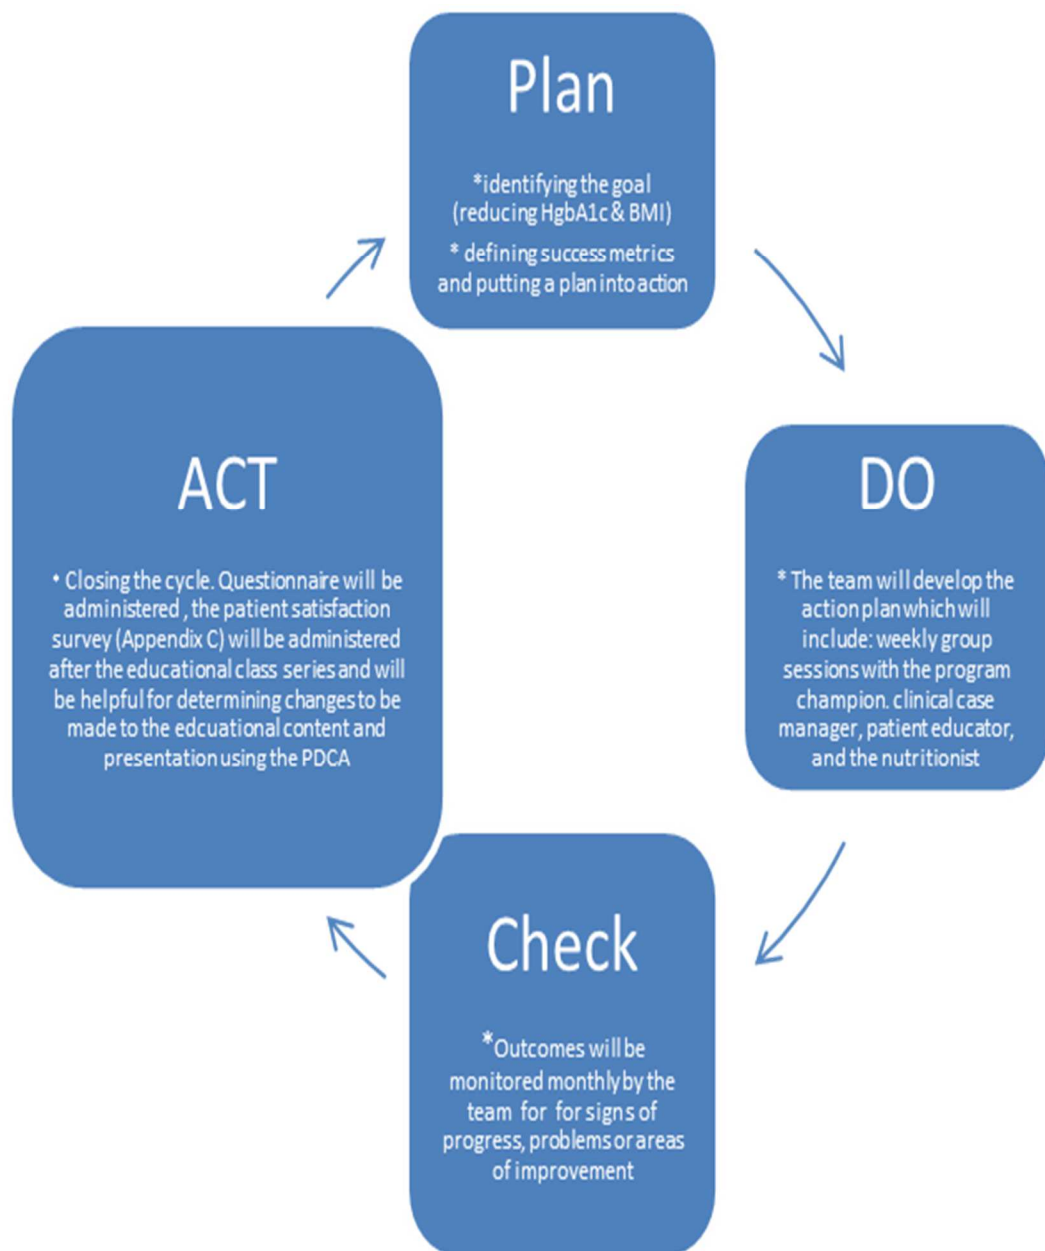 Plan
*identifying the goal
(reducing HgbA1c & BMI)
* defining success metrics
and putting a plan into action
DO
* The team will develop the
action plan which will
include: weekly group
sessions with the program
champion. clinical case
manager, patient educator,
and the nutritionist
Check
*Outcomes will be
monitored monthly by the
team for for signs of
progress, problems or areas
of improvement
ACT
* Closing the cycle. Questionnaire will be
administered , the patient satisfaction
survey (Appendix C) will be administered
after the educational class series and will
be helpful for determining changes to be
made to the edcuational content and
presentation using the PDCA